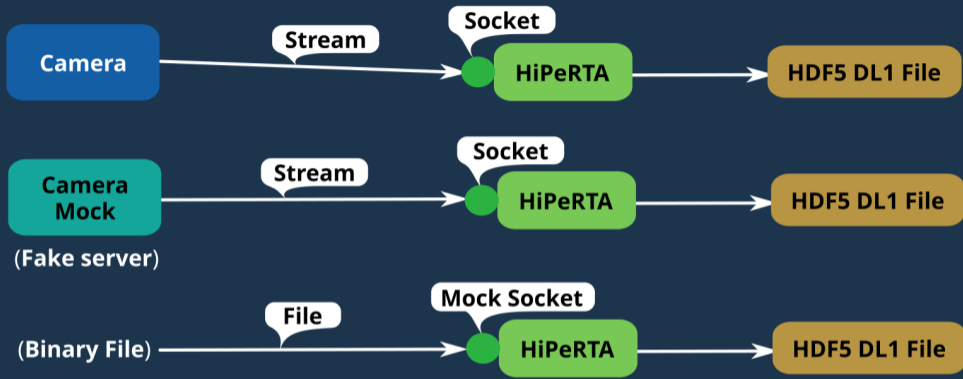 Socket
Stream
Camera
HiPeRTA
HDF5 DL1 File
Socket
Stream
Camera
Mock
HiPeRTA
HDF5 DL1 File
(Fake server)
Mock Socket
File
(Binary File)
HiPeRTA
HDF5 DL1 File